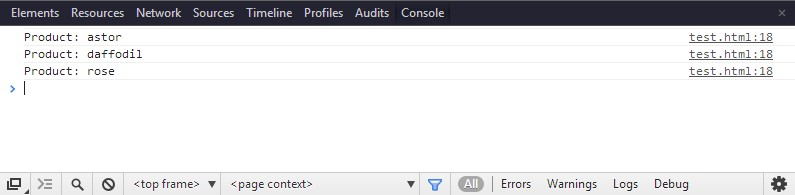 Elements Resources Network Sources Timeline Profiles Audits Console ×
Product: astor test.html:18
Product: daffodil test.html:18
Product: rose test.html:18
<top frame> <page context> All Errors Warnings Logs Debug